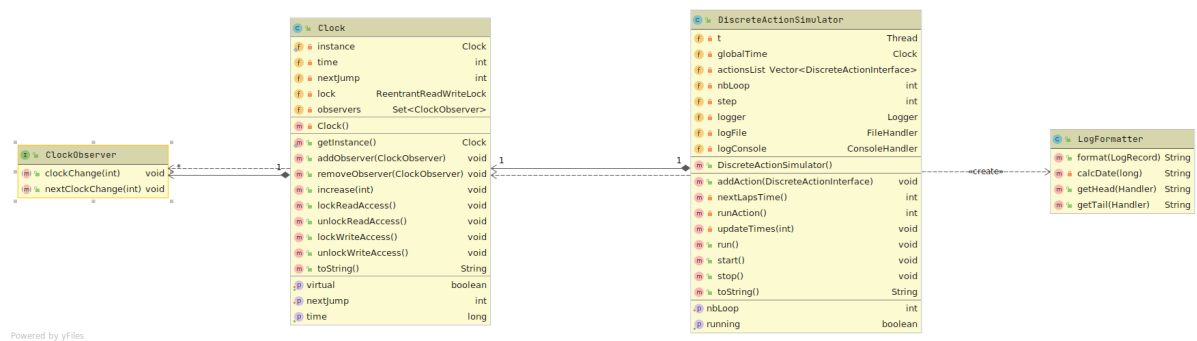 ClockObserver
clockChange(int) void
nextClockChange(int) void
* 1
Clock
instance Clock
time int
nextJump int
lock ReentrantReadWriteLock
observers Set<ClockObserver>
Clock()
getInstance() Clock
addObserver(ClockObserver) void
removeObserver(ClockObserver) void
increase(int) void
lockReadAccess() void
unlockReadAccess() void
lockWriteAccess() void
unlockWriteAccess() void
toString() String
virtual boolean
nextJump int
time long
1 1
DiscreteActionSimulator
t Thread
globalTime Clock
actionsList Vector<DiscreteActionInterface>
nbLoop int
step int
logger Logger
logFile FileHandler
logConsole ConsoleHandler
DiscreteActionSimulator()
addAction(DiscreteActionInterface) void
nextLapsTime() int
runAction() int
updateTimes(int) void
run() void
start() void
stop() void
toString() String
nbLoop int
running boolean
«create»
LogFormatter
format(LogRecord) String
calcDate(long) String
getHead(Handler) String
getTail(Handler) String
Powered by yFiles